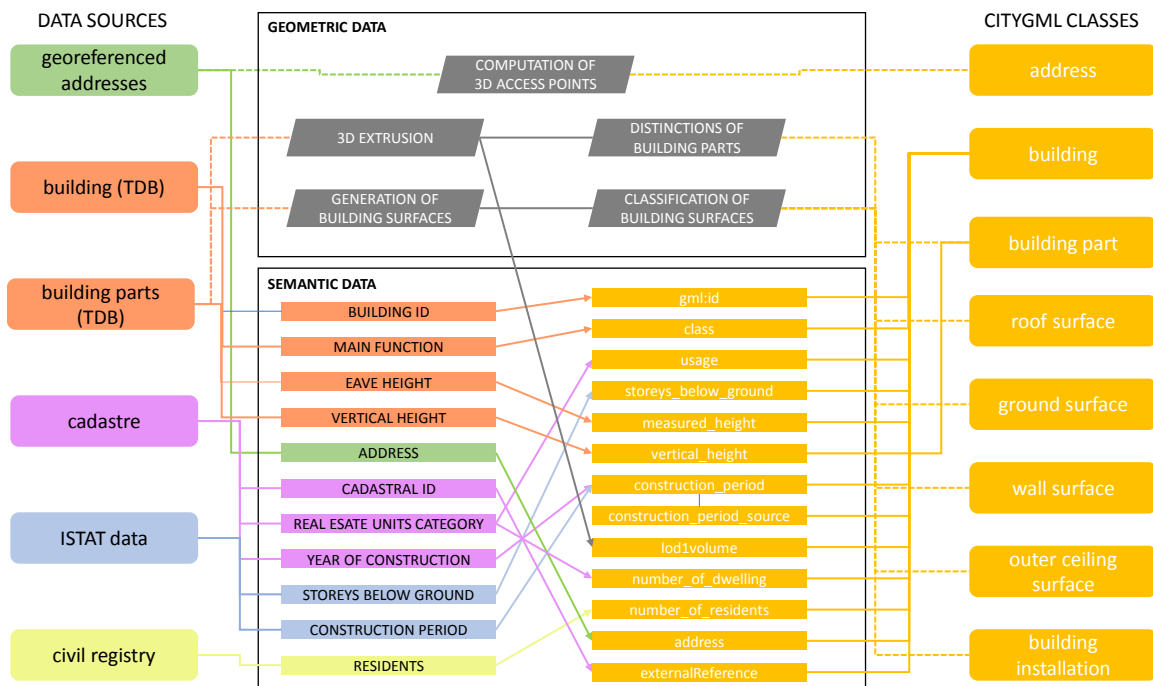 DATA SOURCES
georeferenced
addresses
building (TDB)
building parts
(TDB)
cadastre
ISTAT data
civil registry
GEOMETRIC DATA
COMPUTATION OF
3D ACCESS POINTS
3D EXTRUSION
DISTINCTIONS OF
BUILDING PARTS
GENERATION OF
BUILDING SURFACES
CLASSIFICATION OF
BUILDING SURFACES
SEMANTIC DATA
BUILDING ID
MAIN FUNCTION
EAVE HEIGHT
VERTICAL HEIGHT
ADDRESS
CADASTRAL ID
REAL ESATE UNITS CATEGORY
YEAR OF CONSTRUCTION
STOREYS BELOW GROUND
CONSTRUCTION PERIOD
RESIDENTS
gml:id
class
usage
storeys_below_ground
measured_height
vertical_height
construction_period
construction_period_source
lod1volume
number_of_dwelling
number_of_residents
address
externalReference
CITYGML CLASSES
address
building
building part
roof surface
ground surface
wall surface
outer ceiling
surface
building
installation